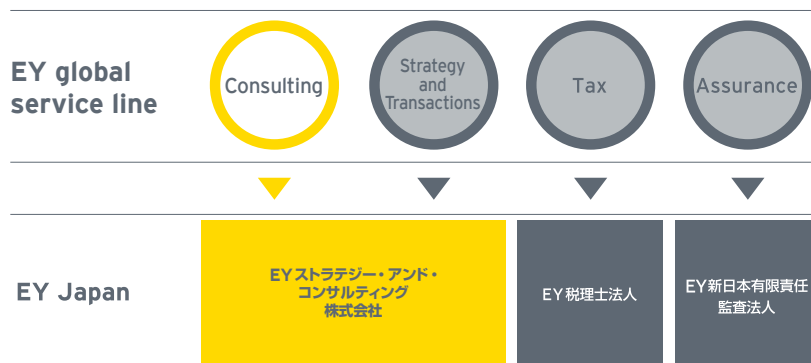 EY global
service line
Consulting
Strategy
and
Transactions
Tax
Assurance
EY Japan
EYストラテジー・アンド・
コンサルティング
株式会社
EY税理士法人
EY新日本有限責任
監査法人